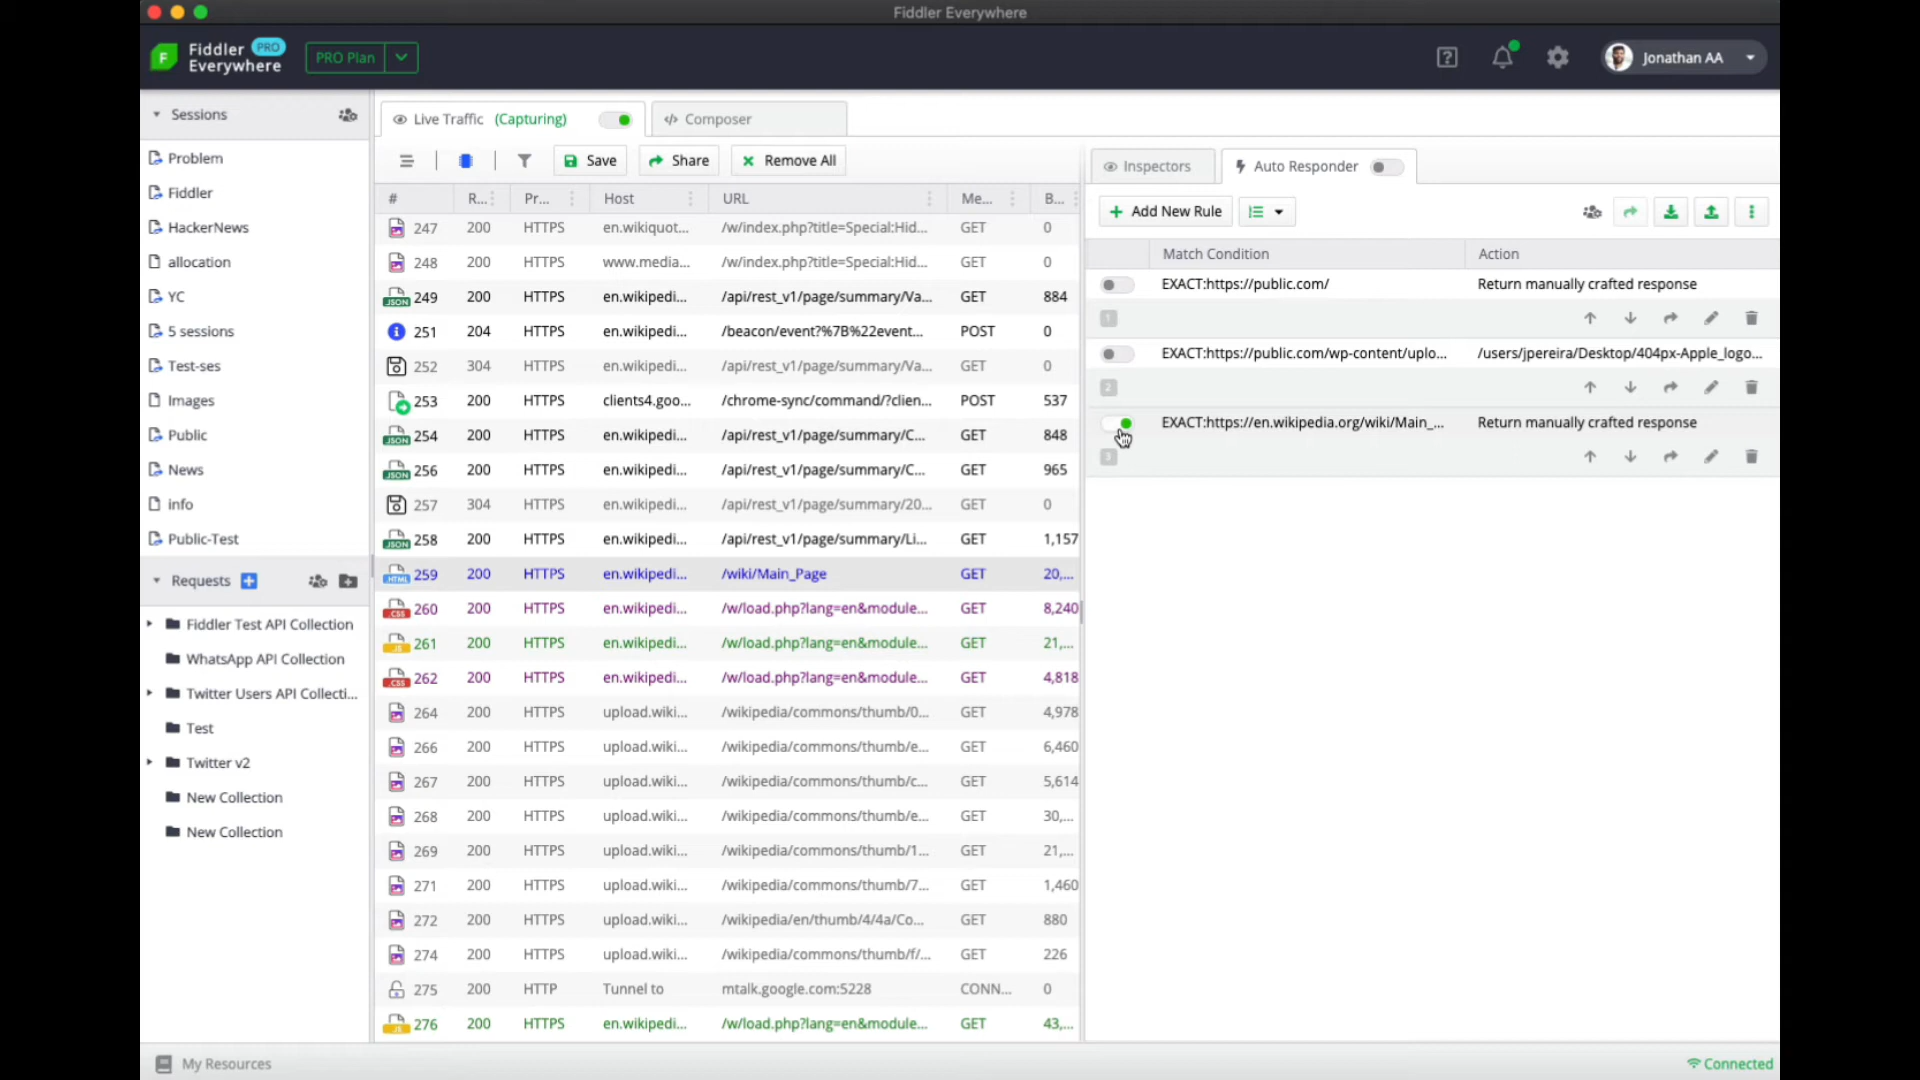 Fiddler Everywhere
Fiddler PRO
Everywhere
PRO Plan
Jonathan AA
Sessions
Problem
Fiddler
HackerNews
allocation
YC
5 sessions
Test-ses
Images
Public
News
info
Public-Test
Requests
Fiddler Test API Collection
WhatsApp API Collection
Twitter Users API Collecti...
Test
Twitter v2
New Collection
New Collection
My Resources
Live Traffic (Capturing)
Composer
Save
Share
Remove All
# R... Pr... Host URL Me... B...
247 200 HTTPS en.wikiquot... /w/index.php?title=Special:Hid... GET 0
248 200 HTTPS www.media... /w/index.php?title=Special:Hid... GET 0
JSON 249 200 HTTPS en.wikipedi... /api/rest_v1/page/summary/Va... GET 884
251 204 HTTPS en.wikipedi... /beacon/event?%7B%22event... POST 0
252 304 HTTPS en.wikipedi... /api/rest_v1/page/summary/Va... GET 0
253 200 HTTPS clients4.goo... /chrome-sync/command/?clien... POST 537
JSON 254 200 HTTPS en.wikipedi... /api/rest_v1/page/summary/C... GET 848
JSON 256 200 HTTPS en.wikipedi... /api/rest_v1/page/summary/C... GET 965
257 304 HTTPS en.wikipedi... /api/rest_v1/page/summary/20... GET 0
JSON 258 200 HTTPS en.wikipedi... /api/rest_v1/page/summary/Li... GET 1,157
HTML 259 200 HTTPS en.wikipedi... /wiki/Main_Page GET 20,...
CSS 260 200 HTTPS en.wikipedi... /w/load.php?lang=en&module... GET 8,240
JS 261 200 HTTPS en.wikipedi... /w/load.php?lang=en&module... GET 21,...
CSS 262 200 HTTPS en.wikipedi... /w/load.php?lang=en&module... GET 4,818
264 200 HTTPS upload.wiki... /wikipedia/commons/thumb/0... GET 4,978
266 200 HTTPS upload.wiki... /wikipedia/commons/thumb/e... GET 6,460
267 200 HTTPS upload.wiki... /wikipedia/commons/thumb/c... GET 5,614
268 200 HTTPS upload.wiki... /wikipedia/commons/thumb/e... GET 30,...
269 200 HTTPS upload.wiki... /wikipedia/commons/thumb/1... GET 21,...
271 200 HTTPS upload.wiki... /wikipedia/commons/thumb/7... GET 1,460
272 200 HTTPS upload.wiki... /wikipedia/en/thumb/4/4a/Co... GET 880
274 200 HTTPS upload.wiki... /wikipedia/commons/thumb/f/... GET 226
275 200 HTTP Tunnel to mtalk.google.com:5228 CONN... 0
JS 276 200 HTTPS en.wikipedi... /w/load.php?lang=en&module... GET 43,...
Inspectors
Auto Responder
Add New Rule
Match Condition Action
EXACT:https://public.com/ Return manually crafted response
1
EXACT:https://public.com/wp-content/uplo... /users/jpereira/Desktop/404px-Apple_logo...
2
EXACT:https://en.wikipedia.org/wiki/Main_... Return manually crafted response
3
Connected